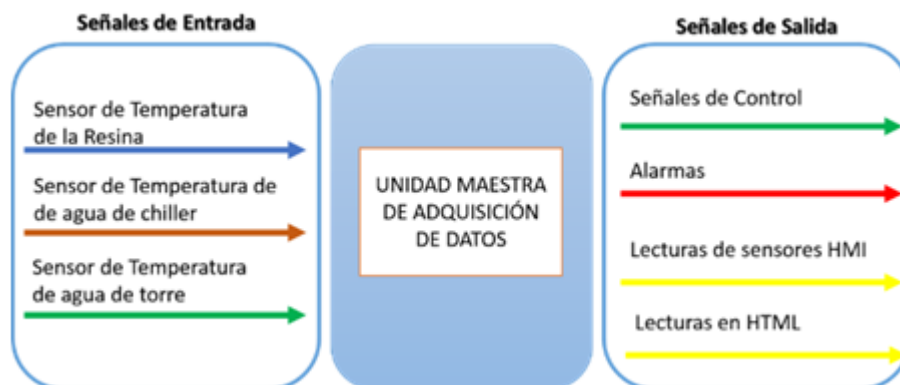 Señales de Entrada
Sensor de Temperatura
de la Resina
Sensor de Temperatura de
de agua de chiller
Sensor de Temperatura
de agua de torre
UNIDAD MAESTRA
DE ADQUISICIÓN
DE DATOS
Señales de Salida
Señales de Control
Alarmas
Lecturas de sensores HMI
Lecturas en HTML